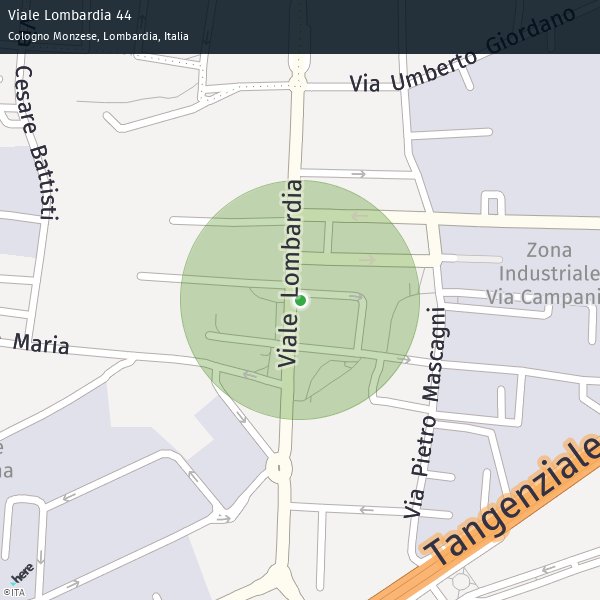 Viale Lombardia 44
Cologno Monzese, Lombardia, Italia
Via Umberto Giordano
Cesare Battisti
Viale Lombardia
Zona
Industriale
Via Campani
Maria
Via Pietro Mascagni
Tangenziale
here
©ITA